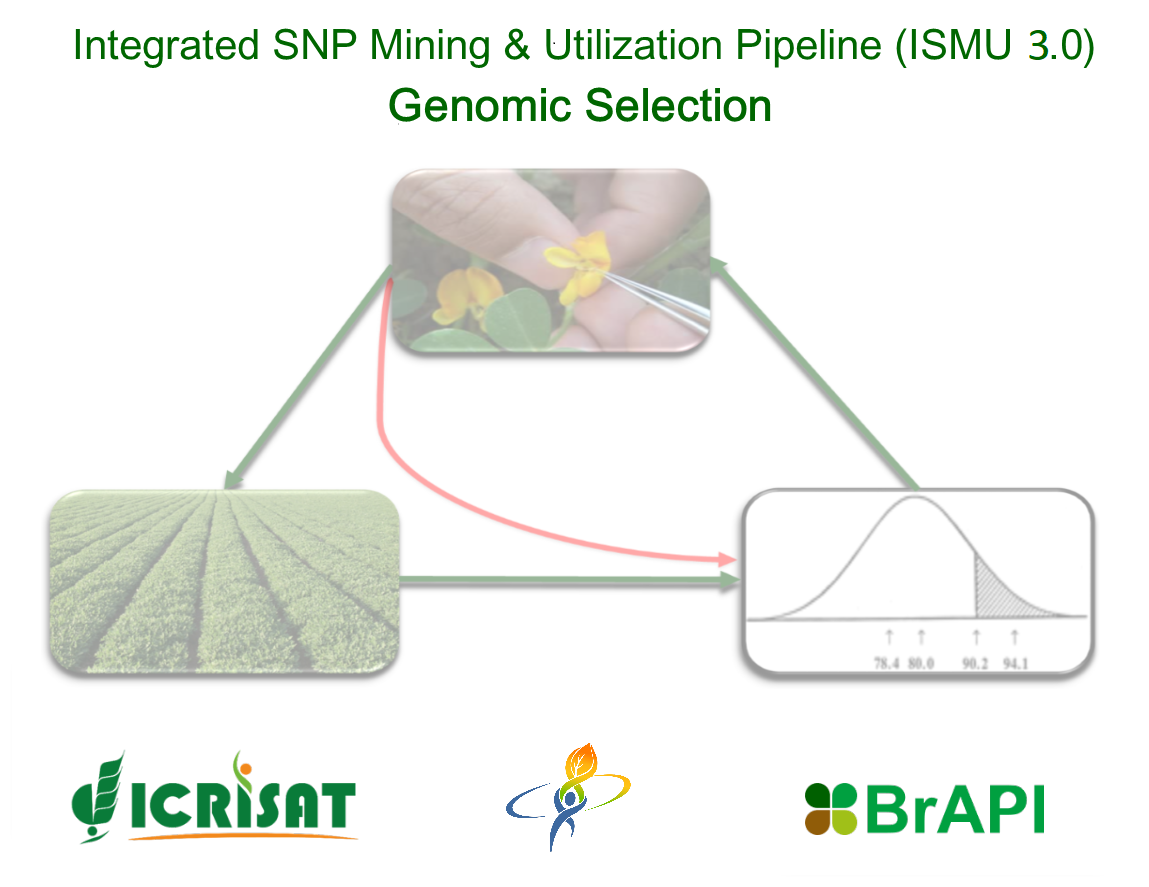 Integrated SNP Mining & Utilization Pipeline (ISMU 3.0)
Genomic Selection
78.4 80.0 90.2 94.1
ICRISAT
BrAPI